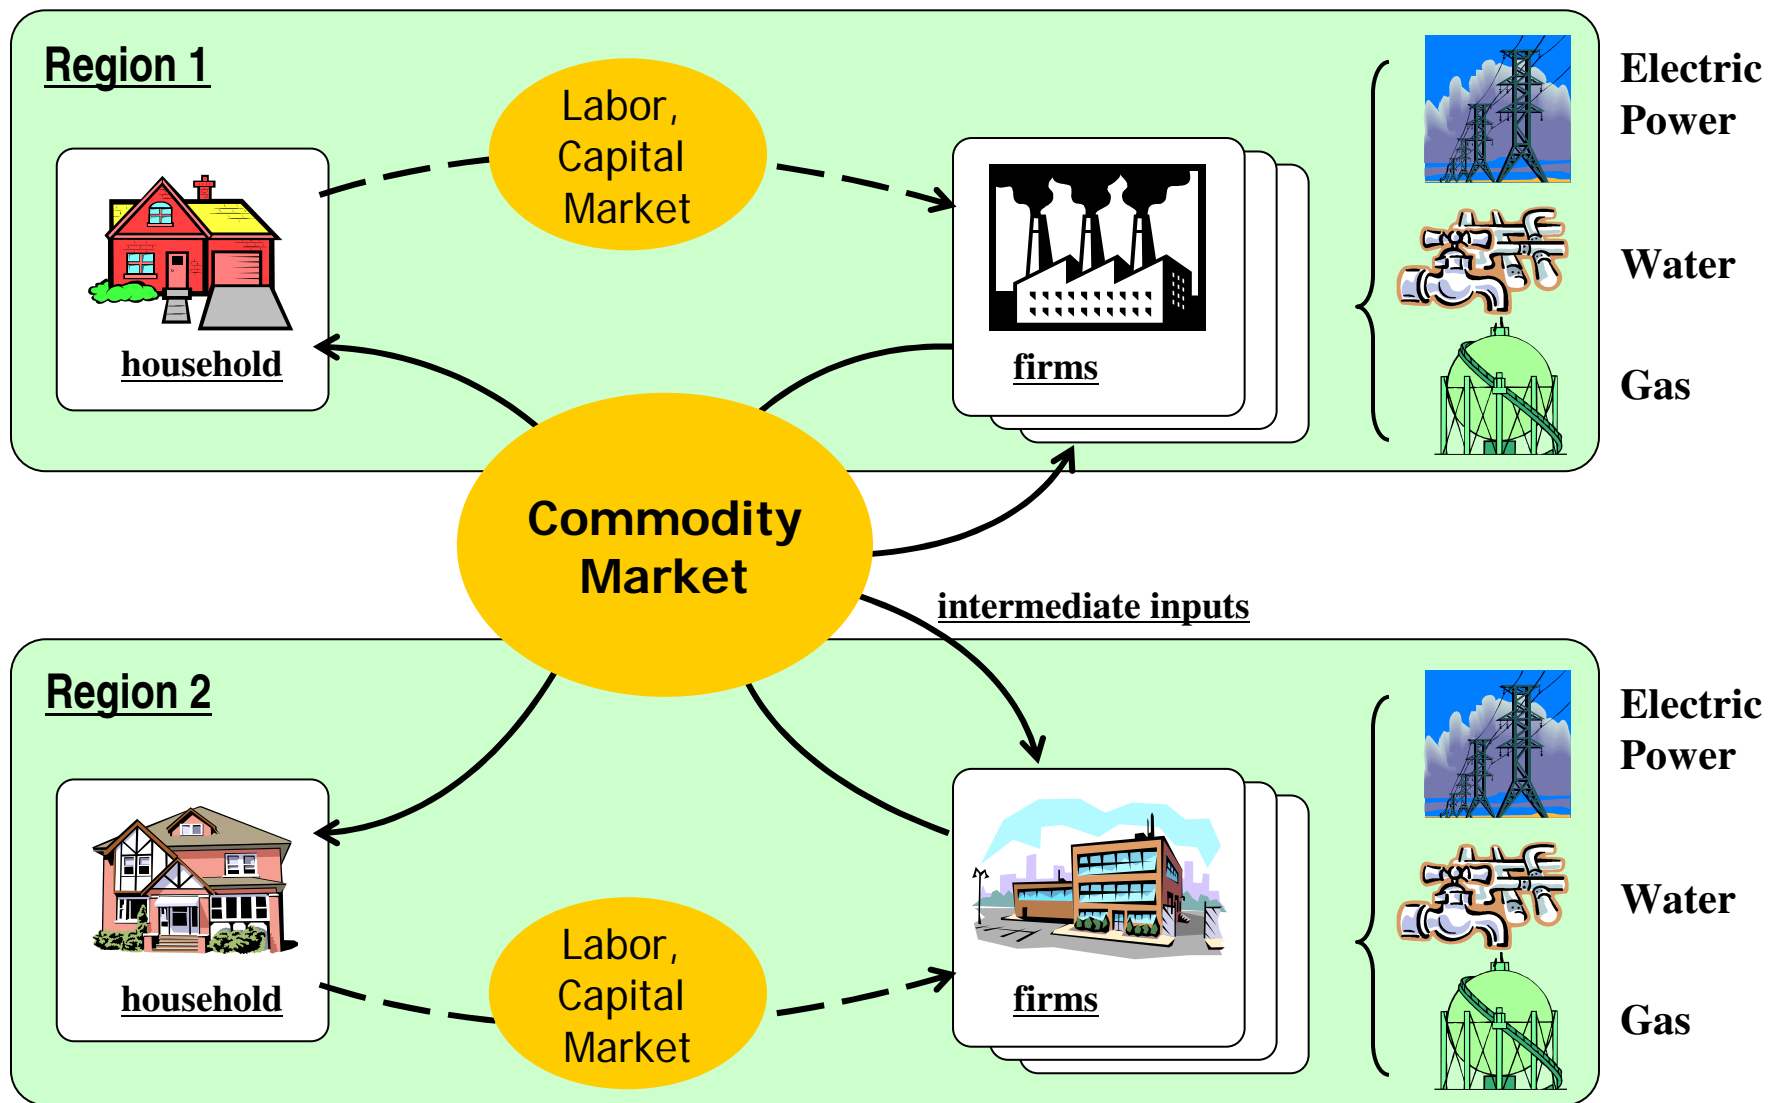 Region 1
Labor,
Capital
Market
household
firms
Electric
Power
Water
Gas
Commodity
Market
intermediate inputs
Region 2
household
Labor,
Capital
Market
firms
Electric
Power
Water
Gas